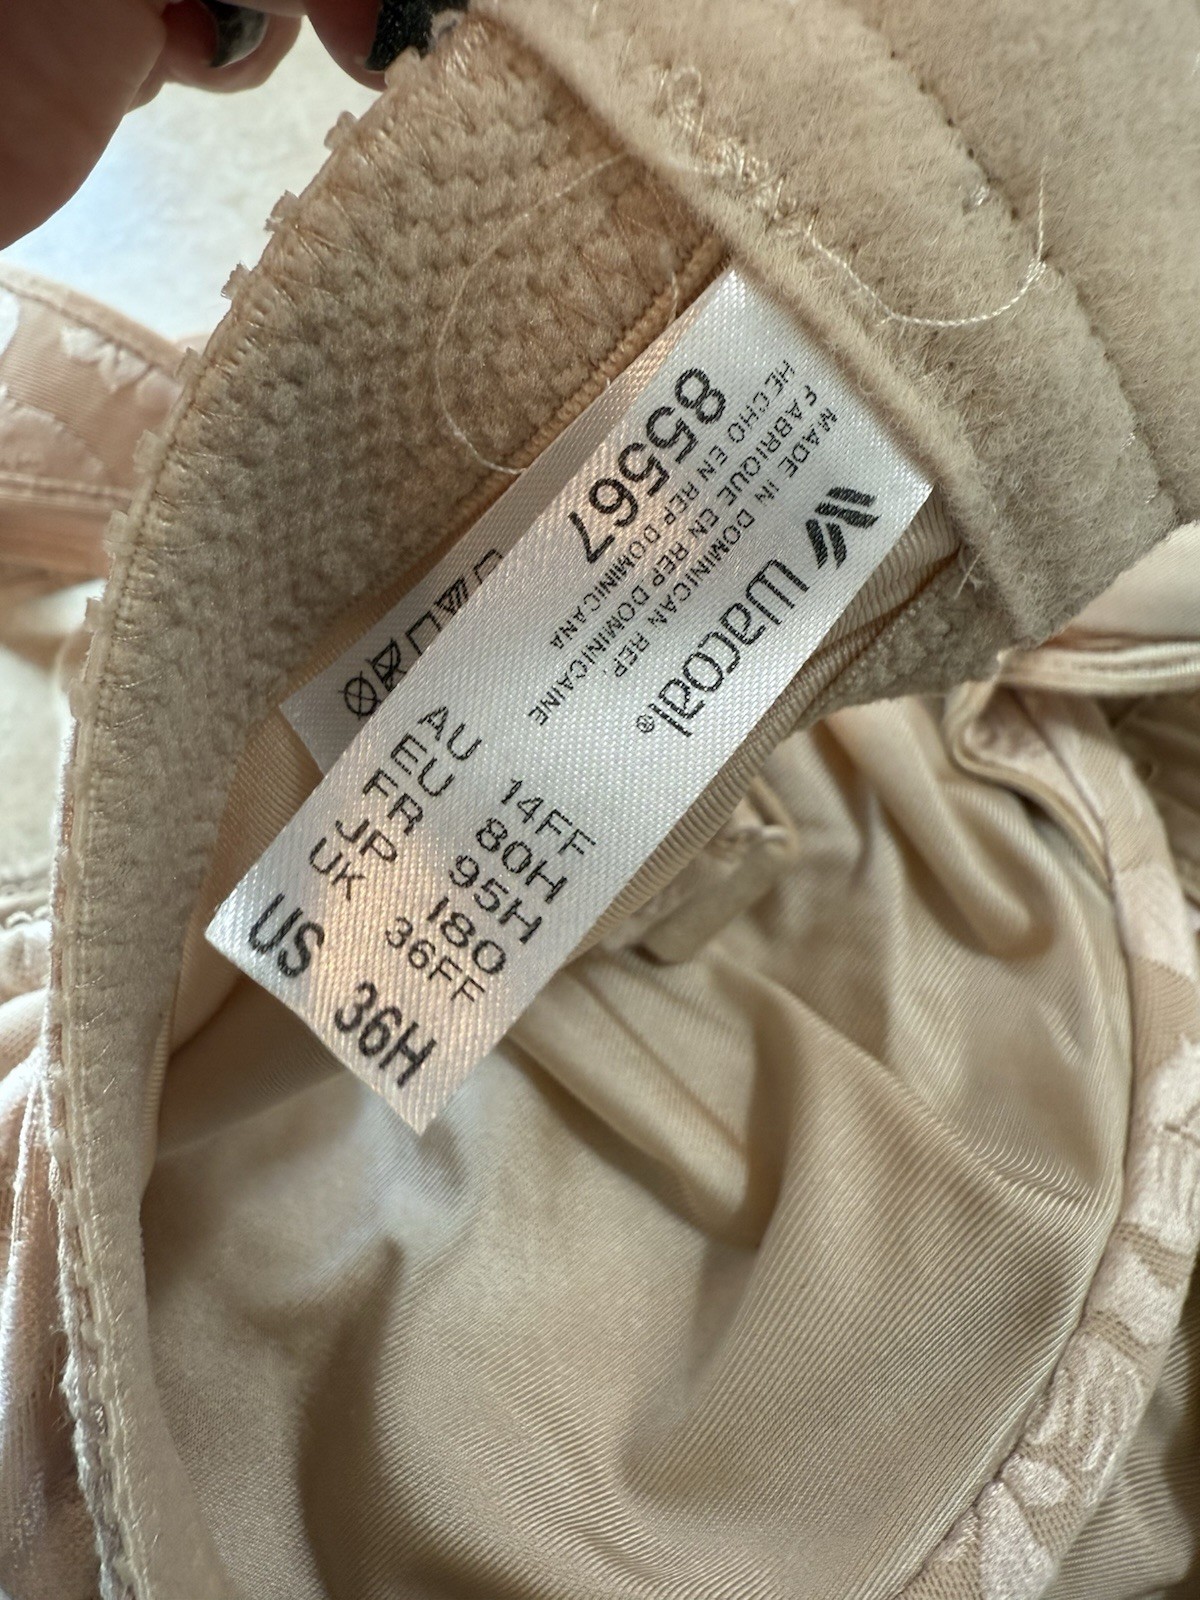 Wacoal®
MADE IN DOMINICAN REP.
FABRIQUE EN REP DOMINICAINE
HECHO EN REP DOMINICANA
85567
AU 14FF
EU 80H
FR 95H
JP I80
UK 36FF
US 36H